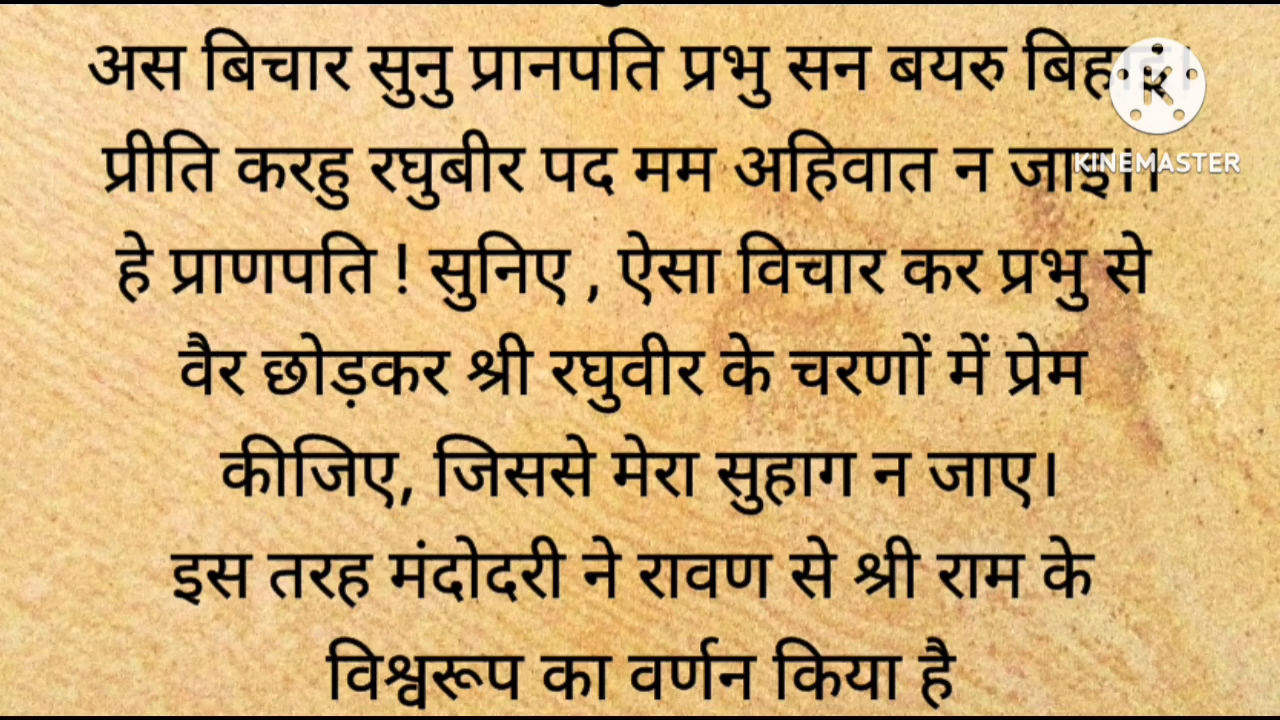 अस बिचार सुनु प्रानपति प्रभु सन बयरु
प्रीति करहु रघुबीर पद मम अहिवात न जाइ।।
KINEMASTER
हे प्राणपति ! सुनिए , ऐसा विचार कर प्रभु से
वैर छोड़कर श्री रघुवीर के चरणों में प्रेम
कीजिए, जिससे मेरा सुहाग न जाए।
इस तरह मंदोदरी ने रावण से श्री राम के
विश्वरूप का वर्णन किया है